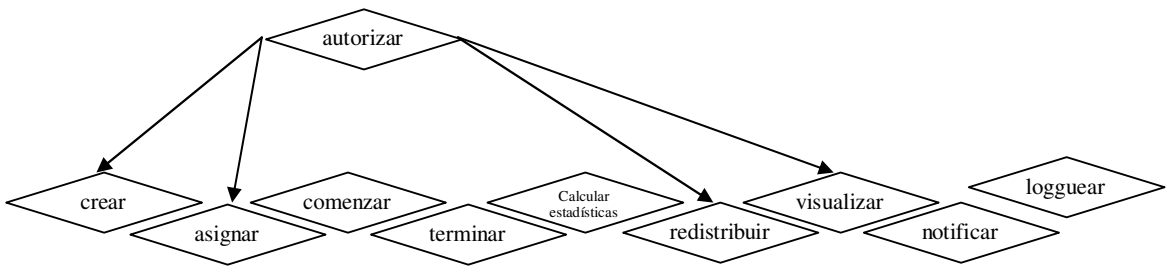 autorizar
crear
asignar
comenzar
terminar
Calcular
estadísticas
redistribuir
visualizar
notificar
logguear